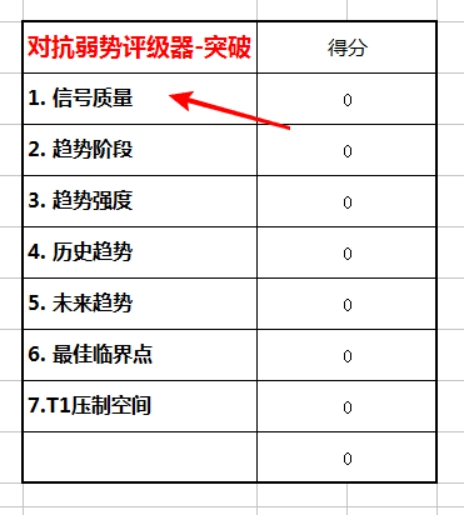 对抗弱势评级器-突破 得分
1. 信号质量 0
2. 趋势阶段 0
3. 趋势强度 0
4. 历史趋势 0
5. 未来趋势 0
6. 最佳临界点 0
7.T1压制空间 0
0